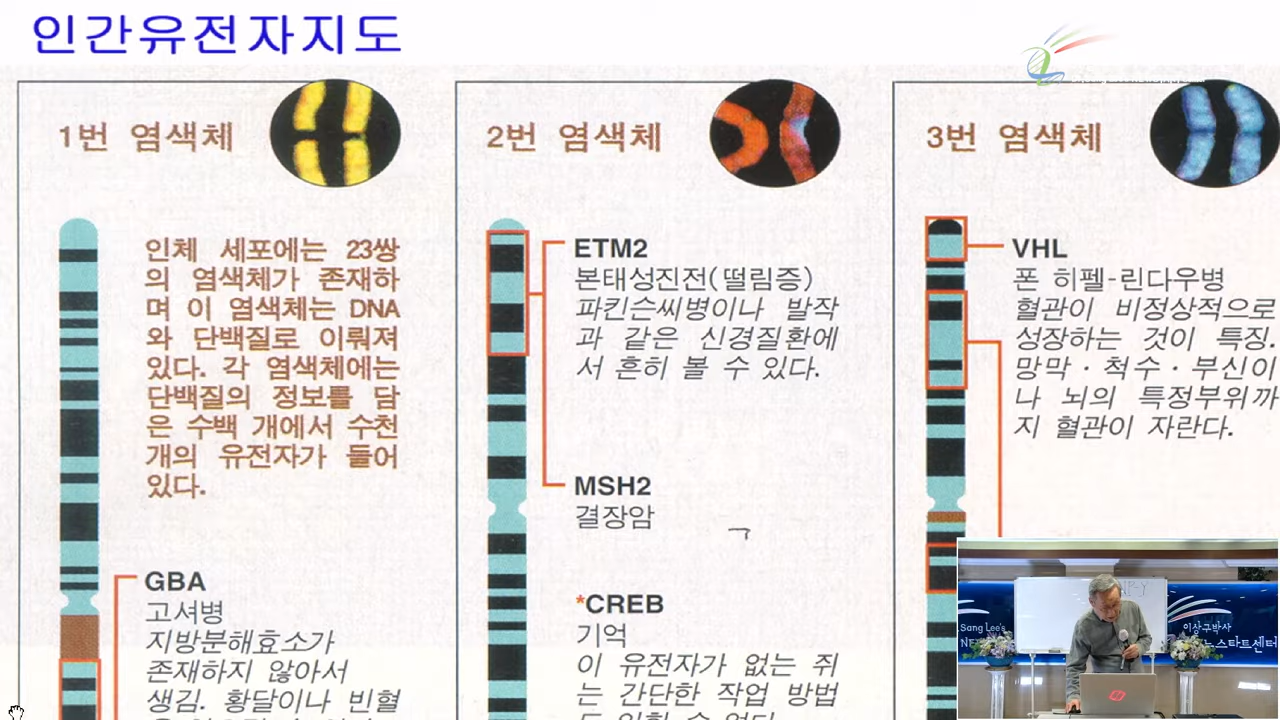 인간유전자지도
1번 염색체
인체 세포에는 23쌍
의 염색체가 존재하
며 이 염색체는 DNA
와 단백질로 이뤄져
있다. 각 염색체에는
단백질의 정보를 담
은 수백 개에서 수천
개의 유전자가 들어
있다.
GBA
고셔병
지방분해효소가
존재하지 않아서
생김. 황달이나 빈혈
2번 염색체
ETM2
본태성진전(떨림증)
파킨슨씨병이나 발작
과 같은 신경질환에
서 흔히 볼 수 있다.
MSH2
결장암
*CREB
기억
이 유전자가 없는 쥐
는 간단한 작업 방법
3번 염색체
VHL
폰 히펠-린다우병
혈관이 비정상적으로
성장하는 것이 특징.
망막·척수·부신이
나 뇌의 특정부위까
지 혈관이 자란다.
Sang Lee's
이상구박사
뉴스타트센터